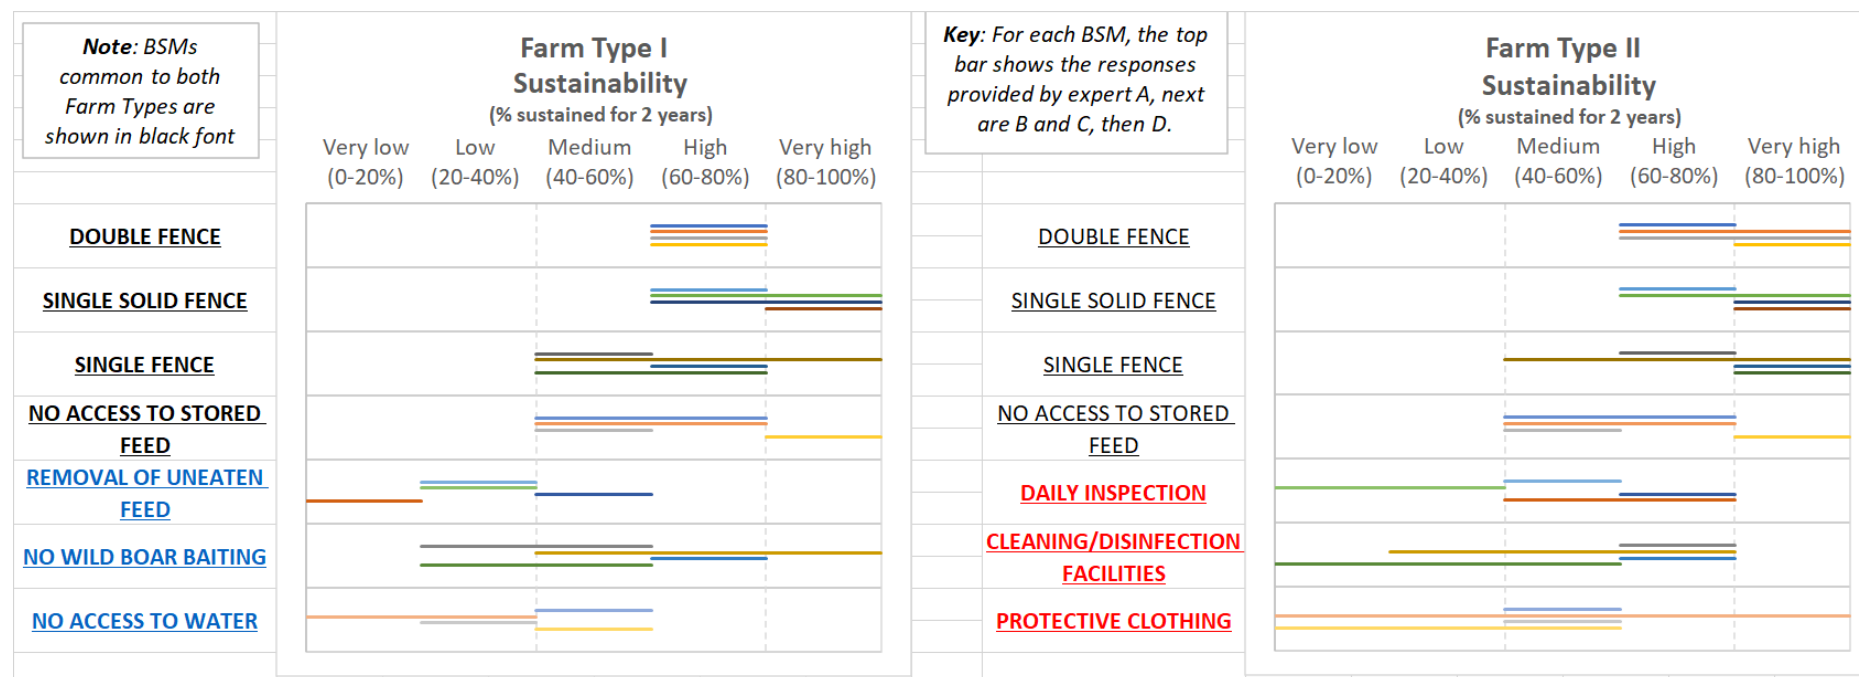 Note: BSMs
common to both
Farm Types are
shown in black font
Farm Type I
Sustainability
(% sustained for 2 years)
Very low
(0-20%)
Low
(20-40%)
Medium
(40-60%)
High
(60-80%)
Very high
(80-100%)
DOUBLE FENCE
SINGLE SOLID FENCE
SINGLE FENCE
NO ACCESS TO STORED
FEED
REMOVAL OF UNEATEN
FEED
NO WILD BOAR BAITING
NO ACCESS TO WATER
Key: For each BSM, the top
bar shows the responses
provided by expert A, next
are B and C, then D.
Farm Type II
Sustainability
(% sustained for 2 years)
Very low
(0-20%)
Low
(20-40%)
Medium
(40-60%)
High
(60-80%)
Very high
(80-100%)
DOUBLE FENCE
SINGLE SOLID FENCE
SINGLE FENCE
NO ACCESS TO STORED
FEED
DAILY INSPECTION
CLEANING/DISINFECTION
FACILITIES
PROTECTIVE CLOTHING